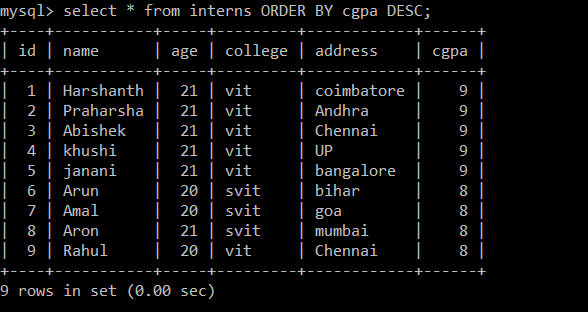 mysql> select * from interns ORDER BY cgpa DESC;
+----+-----------+-----+---------+------------+------+
| id | name      | age | college | address    | cgpa |
+----+-----------+-----+---------+------------+------+
|  1 | Harshanth |  21 | vit     | coimbatore |    9 |
|  2 | Praharsha |  21 | vit     | Andhra     |    9 |
|  3 | Abishek   |  21 | vit     | Chennai    |    9 |
|  4 | khushi    |  21 | vit     | UP         |    9 |
|  5 | janani    |  21 | vit     | bangalore  |    9 |
|  6 | Arun      |  20 | svit    | bihar      |    8 |
|  7 | Amal      |  20 | svit    | goa        |    8 |
|  8 | Aron      |  21 | svit    | mumbai     |    8 |
|  9 | Rahul     |  20 | vit     | Chennai    |    8 |
+----+-----------+-----+---------+------------+------+
9 rows in set (0.00 sec)